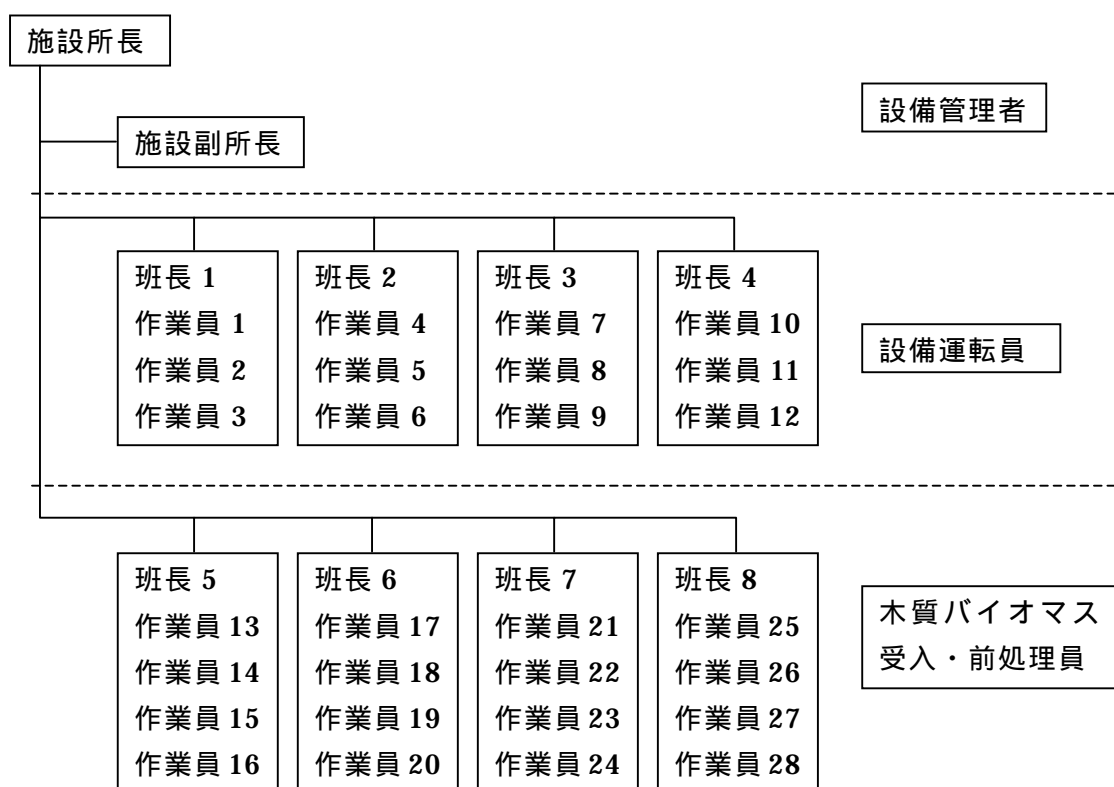 施設所長
施設副所長
設備管理者
班長 1
作業員 1
作業員 2
作業員 3
班長 2
作業員 4
作業員 5
作業員 6
班長 3
作業員 7
作業員 8
作業員 9
班長 4
作業員 10
作業員 11
作業員 12
設備運転員
班長 5
作業員 13
作業員 14
作業員 15
作業員 16
班長 6
作業員 17
作業員 18
作業員 19
作業員 20
班長 7
作業員 21
作業員 22
作業員 23
作業員 24
班長 8
作業員 25
作業員 26
作業員 27
作業員 28
木質バイオマス
受入・前処理員